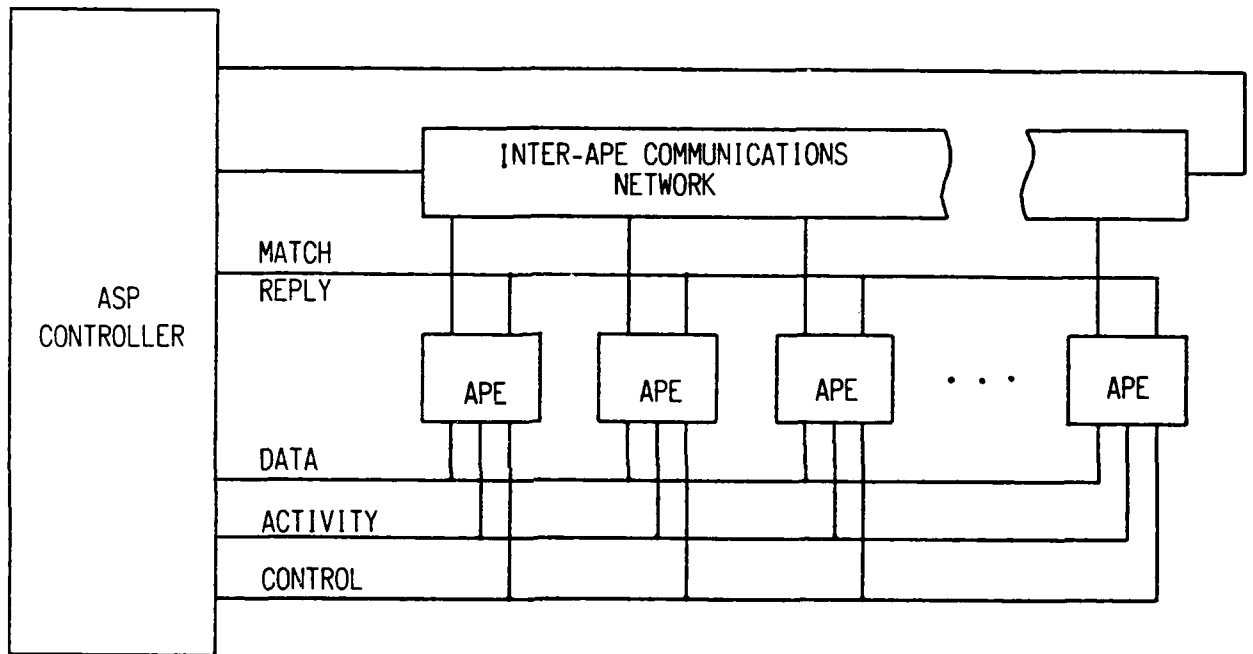 INTER-APE COMMUNICATIONS
NETWORK
MATCH
REPLY
ASP
CONTROLLER
APE
APE
APE
. . .
APE
DATA
ACTIVITY
CONTROL